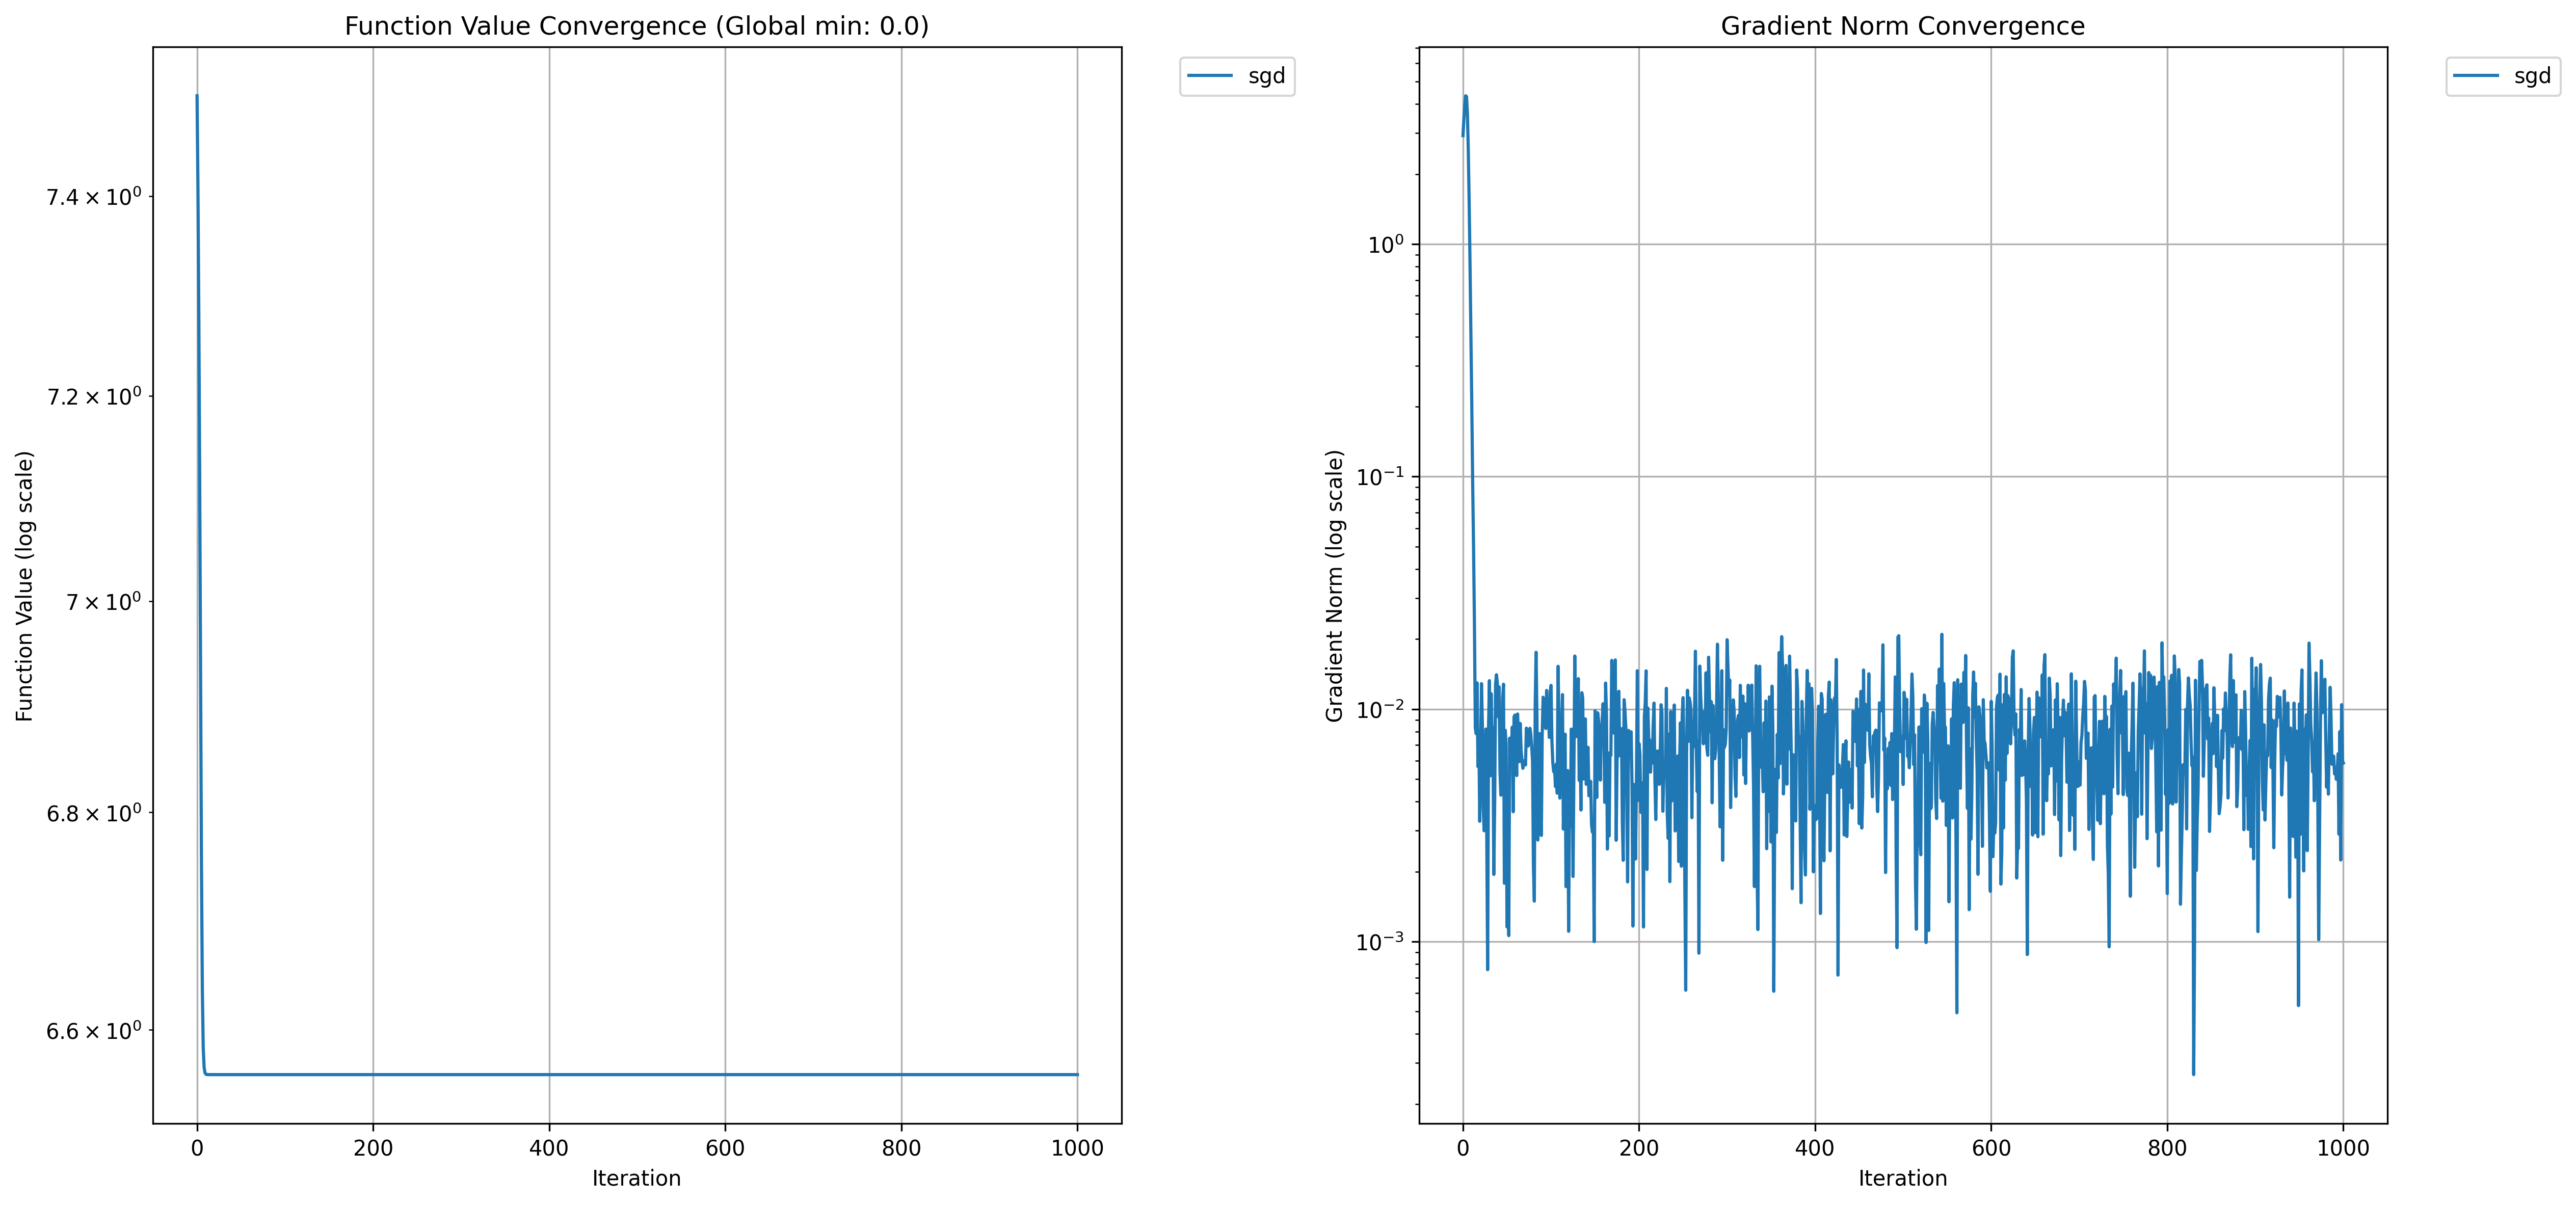 Function Value Convergence (Global min: 0.0)
sgd
7.4 × 10⁰
7.2 × 10⁰
7 × 10⁰
6.8 × 10⁰
6.6 × 10⁰
Function Value (log scale)
0 200 400 600 800 1000
Iteration
Gradient Norm Convergence
sgd
10⁰
10⁻¹
10⁻²
10⁻³
Gradient Norm (log scale)
0 200 400 600 800 1000
Iteration